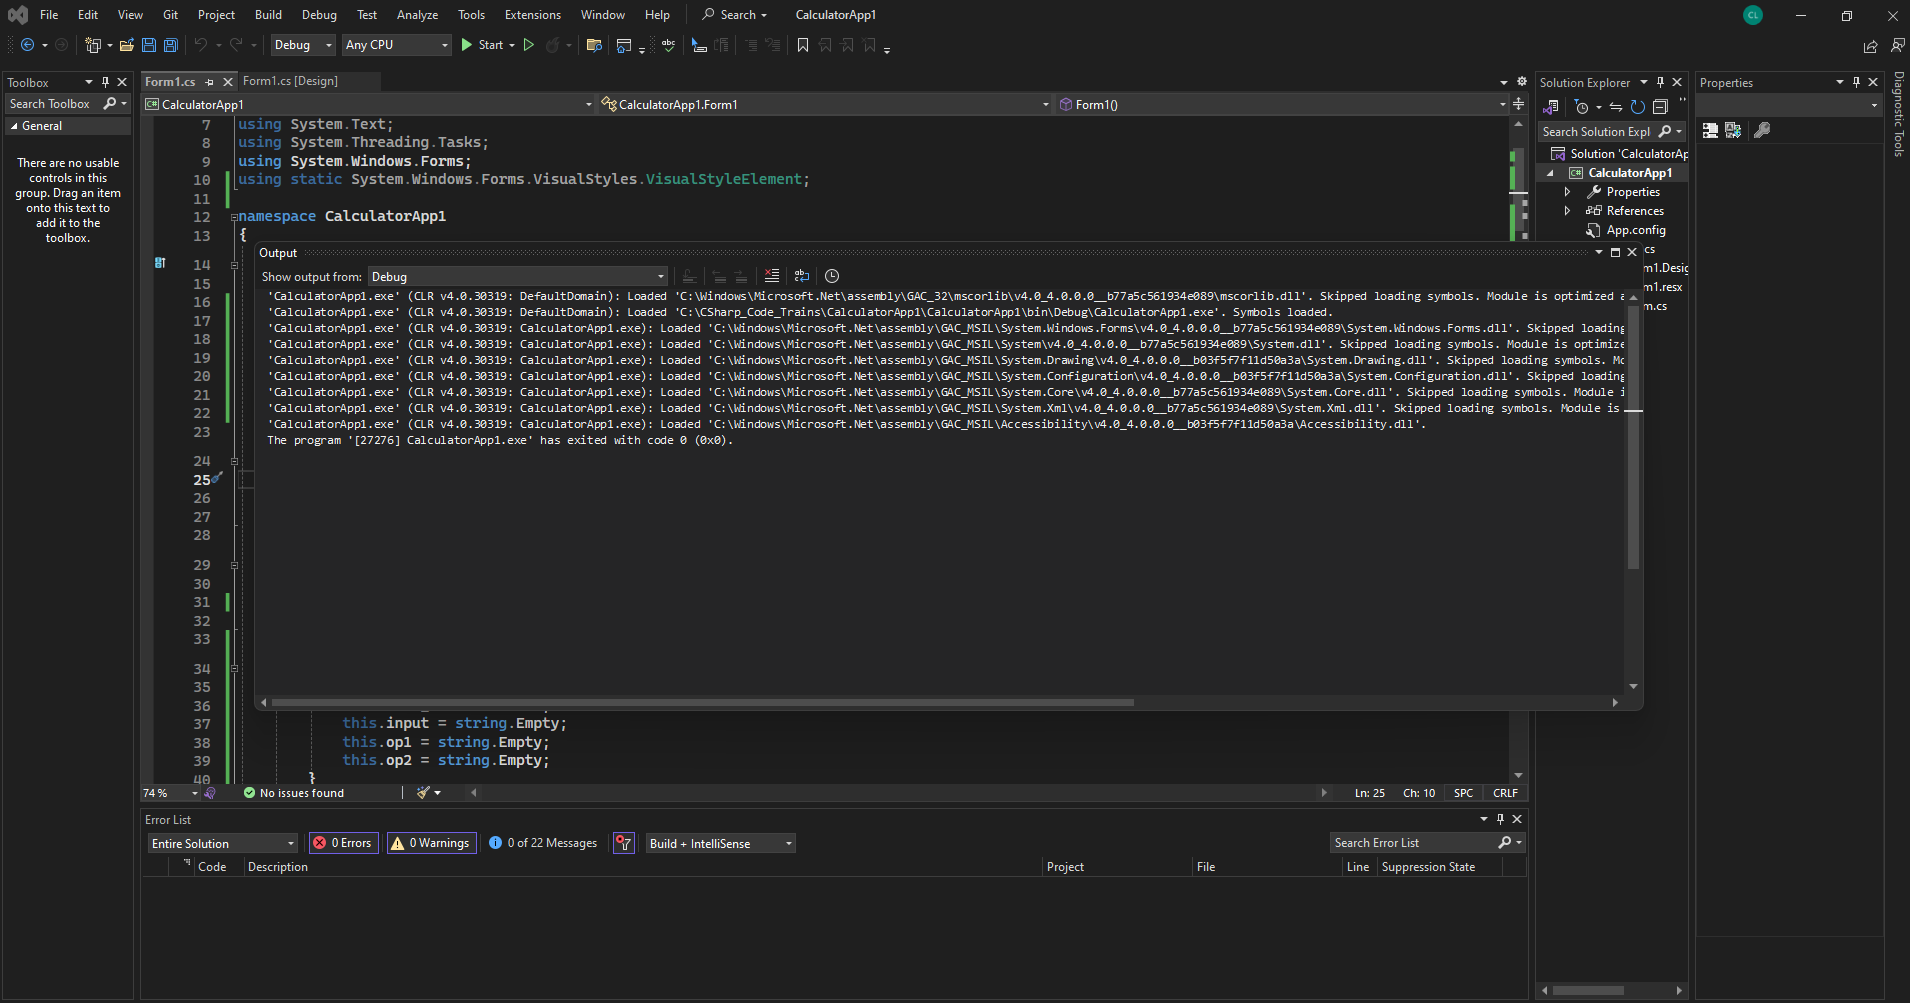 File Edit View Git Project Build Debug Test Analyze Tools Extensions Window Help Search CalculatorApp1 CL
Debug Any CPU Start
Toolbox
Search Toolbox
General
There are no usable
controls in this
group. Drag an item
onto this text to
add it to the
toolbox.
Form1.cs Form1.cs [Design]
CalculatorApp1 CalculatorApp1.Form1 Form1()
7 using System.Text;
8 using System.Threading.Tasks;
9 using System.Windows.Forms;
10 using static System.Windows.Forms.VisualStyles.VisualStyleElement;
11
12 namespace CalculatorApp1
13 {
14
15
16
17
18
19
20
21
22
23
24
25
26
27
28
29
30
31
32
33
34
35
36
37 this.input = string.Empty;
38 this.op1 = string.Empty;
39 this.op2 = string.Empty;
40 }
Output
Show output from: Debug
'CalculatorApp1.exe' (CLR v4.0.30319: DefaultDomain): Loaded 'C:\Windows\Microsoft.Net\assembly\GAC_32\mscorlib\v4.0_4.0.0.0__b77a5c561934e089\mscorlib.dll'. Skipped loading symbols. Module is optimized a
'CalculatorApp1.exe' (CLR v4.0.30319: DefaultDomain): Loaded 'C:\CSharp_Code_Trains\CalculatorApp1\CalculatorApp1\bin\Debug\CalculatorApp1.exe'. Symbols loaded.
'CalculatorApp1.exe' (CLR v4.0.30319: CalculatorApp1.exe): Loaded 'C:\Windows\Microsoft.Net\assembly\GAC_MSIL\System.Windows.Forms\v4.0_4.0.0.0__b77a5c561934e089\System.Windows.Forms.dll'. Skipped loading
'CalculatorApp1.exe' (CLR v4.0.30319: CalculatorApp1.exe): Loaded 'C:\Windows\Microsoft.Net\assembly\GAC_MSIL\System\v4.0_4.0.0.0__b77a5c561934e089\System.dll'. Skipped loading symbols. Module is optimize
'CalculatorApp1.exe' (CLR v4.0.30319: CalculatorApp1.exe): Loaded 'C:\Windows\Microsoft.Net\assembly\GAC_MSIL\System.Drawing\v4.0_4.0.0.0__b03f5f7f11d50a3a\System.Drawing.dll'. Skipped loading symbols. Mo
'CalculatorApp1.exe' (CLR v4.0.30319: CalculatorApp1.exe): Loaded 'C:\Windows\Microsoft.Net\assembly\GAC_MSIL\System.Configuration\v4.0_4.0.0.0__b03f5f7f11d50a3a\System.Configuration.dll'. Skipped loading
'CalculatorApp1.exe' (CLR v4.0.30319: CalculatorApp1.exe): Loaded 'C:\Windows\Microsoft.Net\assembly\GAC_MSIL\System.Core\v4.0_4.0.0.0__b77a5c561934e089\System.Core.dll'. Skipped loading symbols. Module i
'CalculatorApp1.exe' (CLR v4.0.30319: CalculatorApp1.exe): Loaded 'C:\Windows\Microsoft.Net\assembly\GAC_MSIL\System.Xml\v4.0_4.0.0.0__b77a5c561934e089\System.Xml.dll'. Skipped loading symbols. Module is
'CalculatorApp1.exe' (CLR v4.0.30319: CalculatorApp1.exe): Loaded 'C:\Windows\Microsoft.Net\assembly\GAC_MSIL\Accessibility\v4.0_4.0.0.0__b03f5f7f11d50a3a\Accessibility.dll'.
The program '[27276] CalculatorApp1.exe' has exited with code 0 (0x0).
74 % No issues found Ln: 25 Ch: 10 SPC CRLF
Error List
Entire Solution 0 Errors 0 Warnings 0 of 22 Messages Build + IntelliSense Search Error List
Code Description Project File Line Suppression State
Solution Explorer
Search Solution Expl
Solution 'CalculatorAp
CalculatorApp1
Properties
References
App.config
cs
m1.Desig
m1.resx
m.cs
Properties
Diagnostic Tools